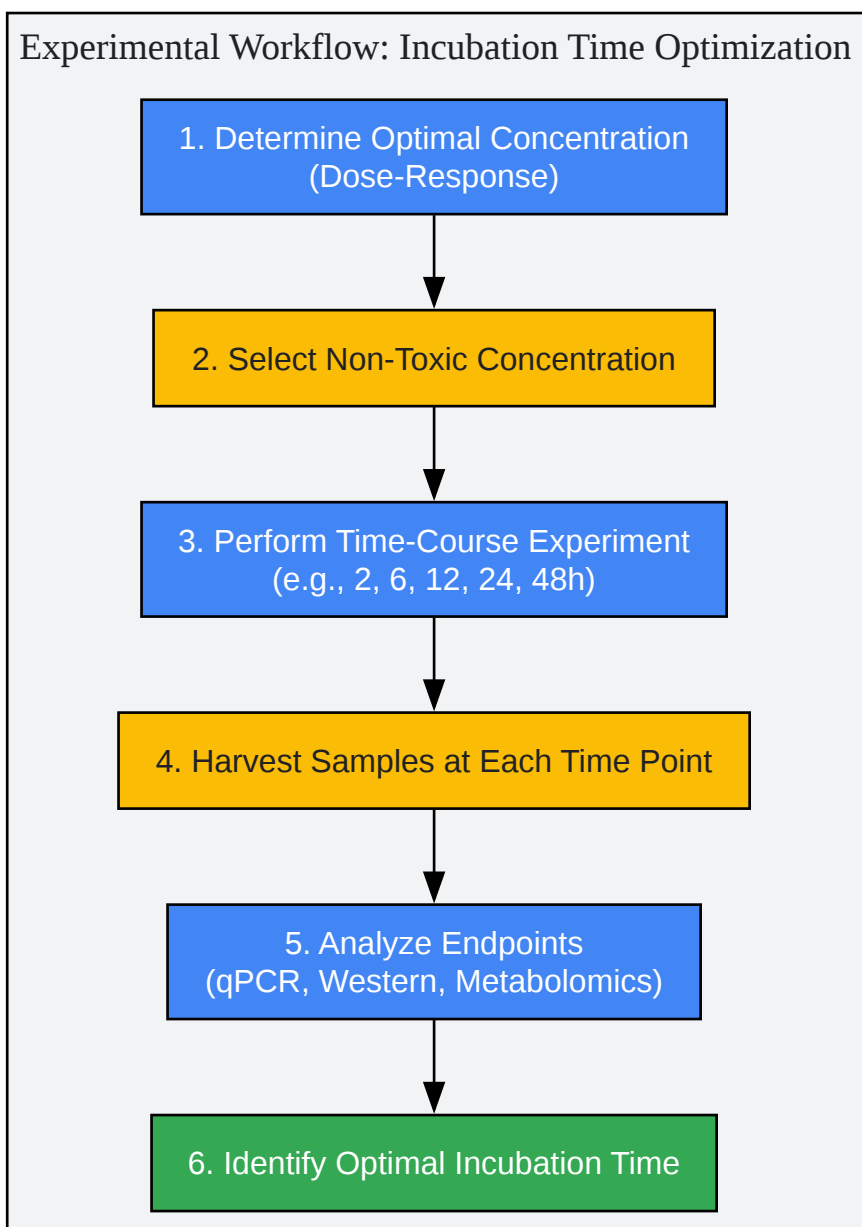 Experimental Workflow: Incubation Time Optimization
1. Determine Optimal Concentration
(Dose-Response)
2. Select Non-Toxic Concentration
3. Perform Time-Course Experiment
(e.g., 2, 6, 12, 24, 48h)
4. Harvest Samples at Each Time Point
5. Analyze Endpoints
(qPCR, Western, Metabolomics)
6. Identify Optimal Incubation Time